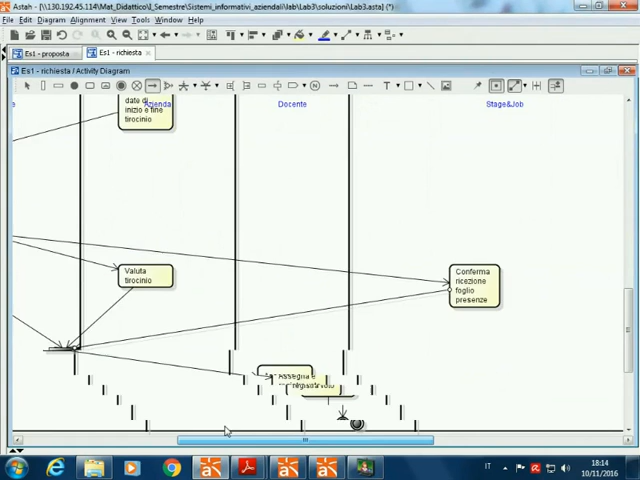 Astah - [\\130.192.45.114\Mat_Didattico\I_Semestre\Sistemi_informativi_aziendali\lab\Lab3\soluzioni\Lab3.asta] (*)
File Edit Diagram Alignment View Tools Window Help
Es1 - proposta Es1 - richiesta
Es1 - richiesta / Activity Diagram
Azienda Docente Stage&Job
date di
inizio e fine
tirocinio
Valuta
tirocinio
Conferma
ricezione
foglio
presenze
Assegna
IT 18:14
10/11/2016